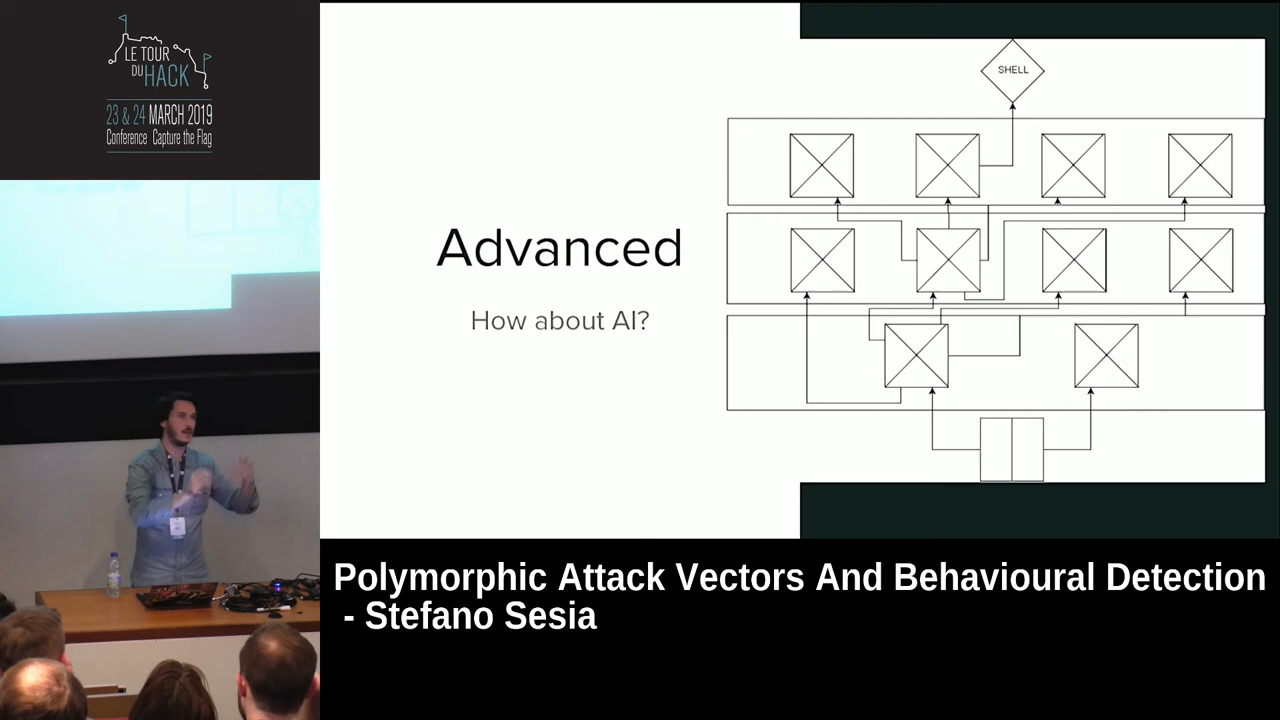 LE TOUR
DU HACK
23 & 24 MARCH 2019
Conference Capture the Flag
Advanced
How about AI?
SHELL
Polymorphic Attack Vectors And Behavioural Detection
- Stefano Sesia